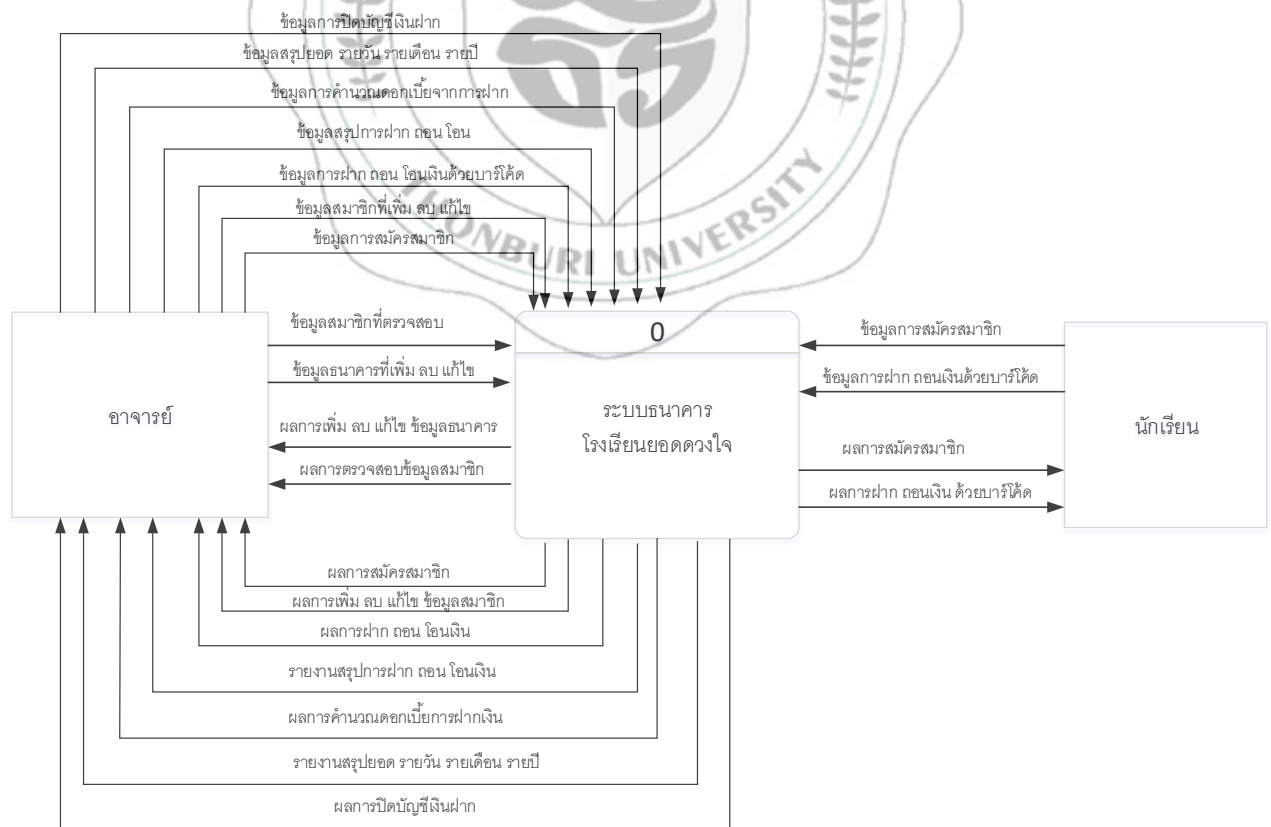 ข้อมูลการปิดบัญชีเงินฝาก
ข้อมูลสรุปยอด รายวัน รายเดือน รายปี
ข้อมูลการคำนวณดอกเบี้ยจากการฝาก
ข้อมูลสรุปการฝาก ถอน โอน
ข้อมูลการฝาก ถอน โอนเงินด้วยบาร์โค้ด
ข้อมูลสมาชิกที่เพิ่ม ลบ แก้ไข
ข้อมูลการสมัครสมาชิก
THONBURI UNIVERSITY
ข้อมูลสมาชิกที่ตรวจสอบ
ข้อมูลธนาคารที่เพิ่ม ลบ แก้ไข
อาจารย์
ผลการเพิ่ม ลบ แก้ไข ข้อมูลธนาคาร
ผลการตรวจสอบข้อมูลสมาชิก
0
ระบบธนาคาร
โรงเรียนยอดดวงใจ
ข้อมูลการสมัครสมาชิก
ข้อมูลการฝาก ถอนเงินด้วยบาร์โค้ด
นักเรียน
ผลการสมัครสมาชิก
ผลการฝาก ถอนเงิน ด้วยบาร์โค้ด
ผลการสมัครสมาชิก
ผลการเพิ่ม ลบ แก้ไข ข้อมูลสมาชิก
ผลการฝาก ถอน โอนเงิน
รายงานสรุปการฝาก ถอน โอนเงิน
ผลการคำนวณดอกเบี้ยการฝากเงิน
รายงานสรุปยอด รายวัน รายเดือน รายปี
ผลการปิดบัญชีเงินฝาก